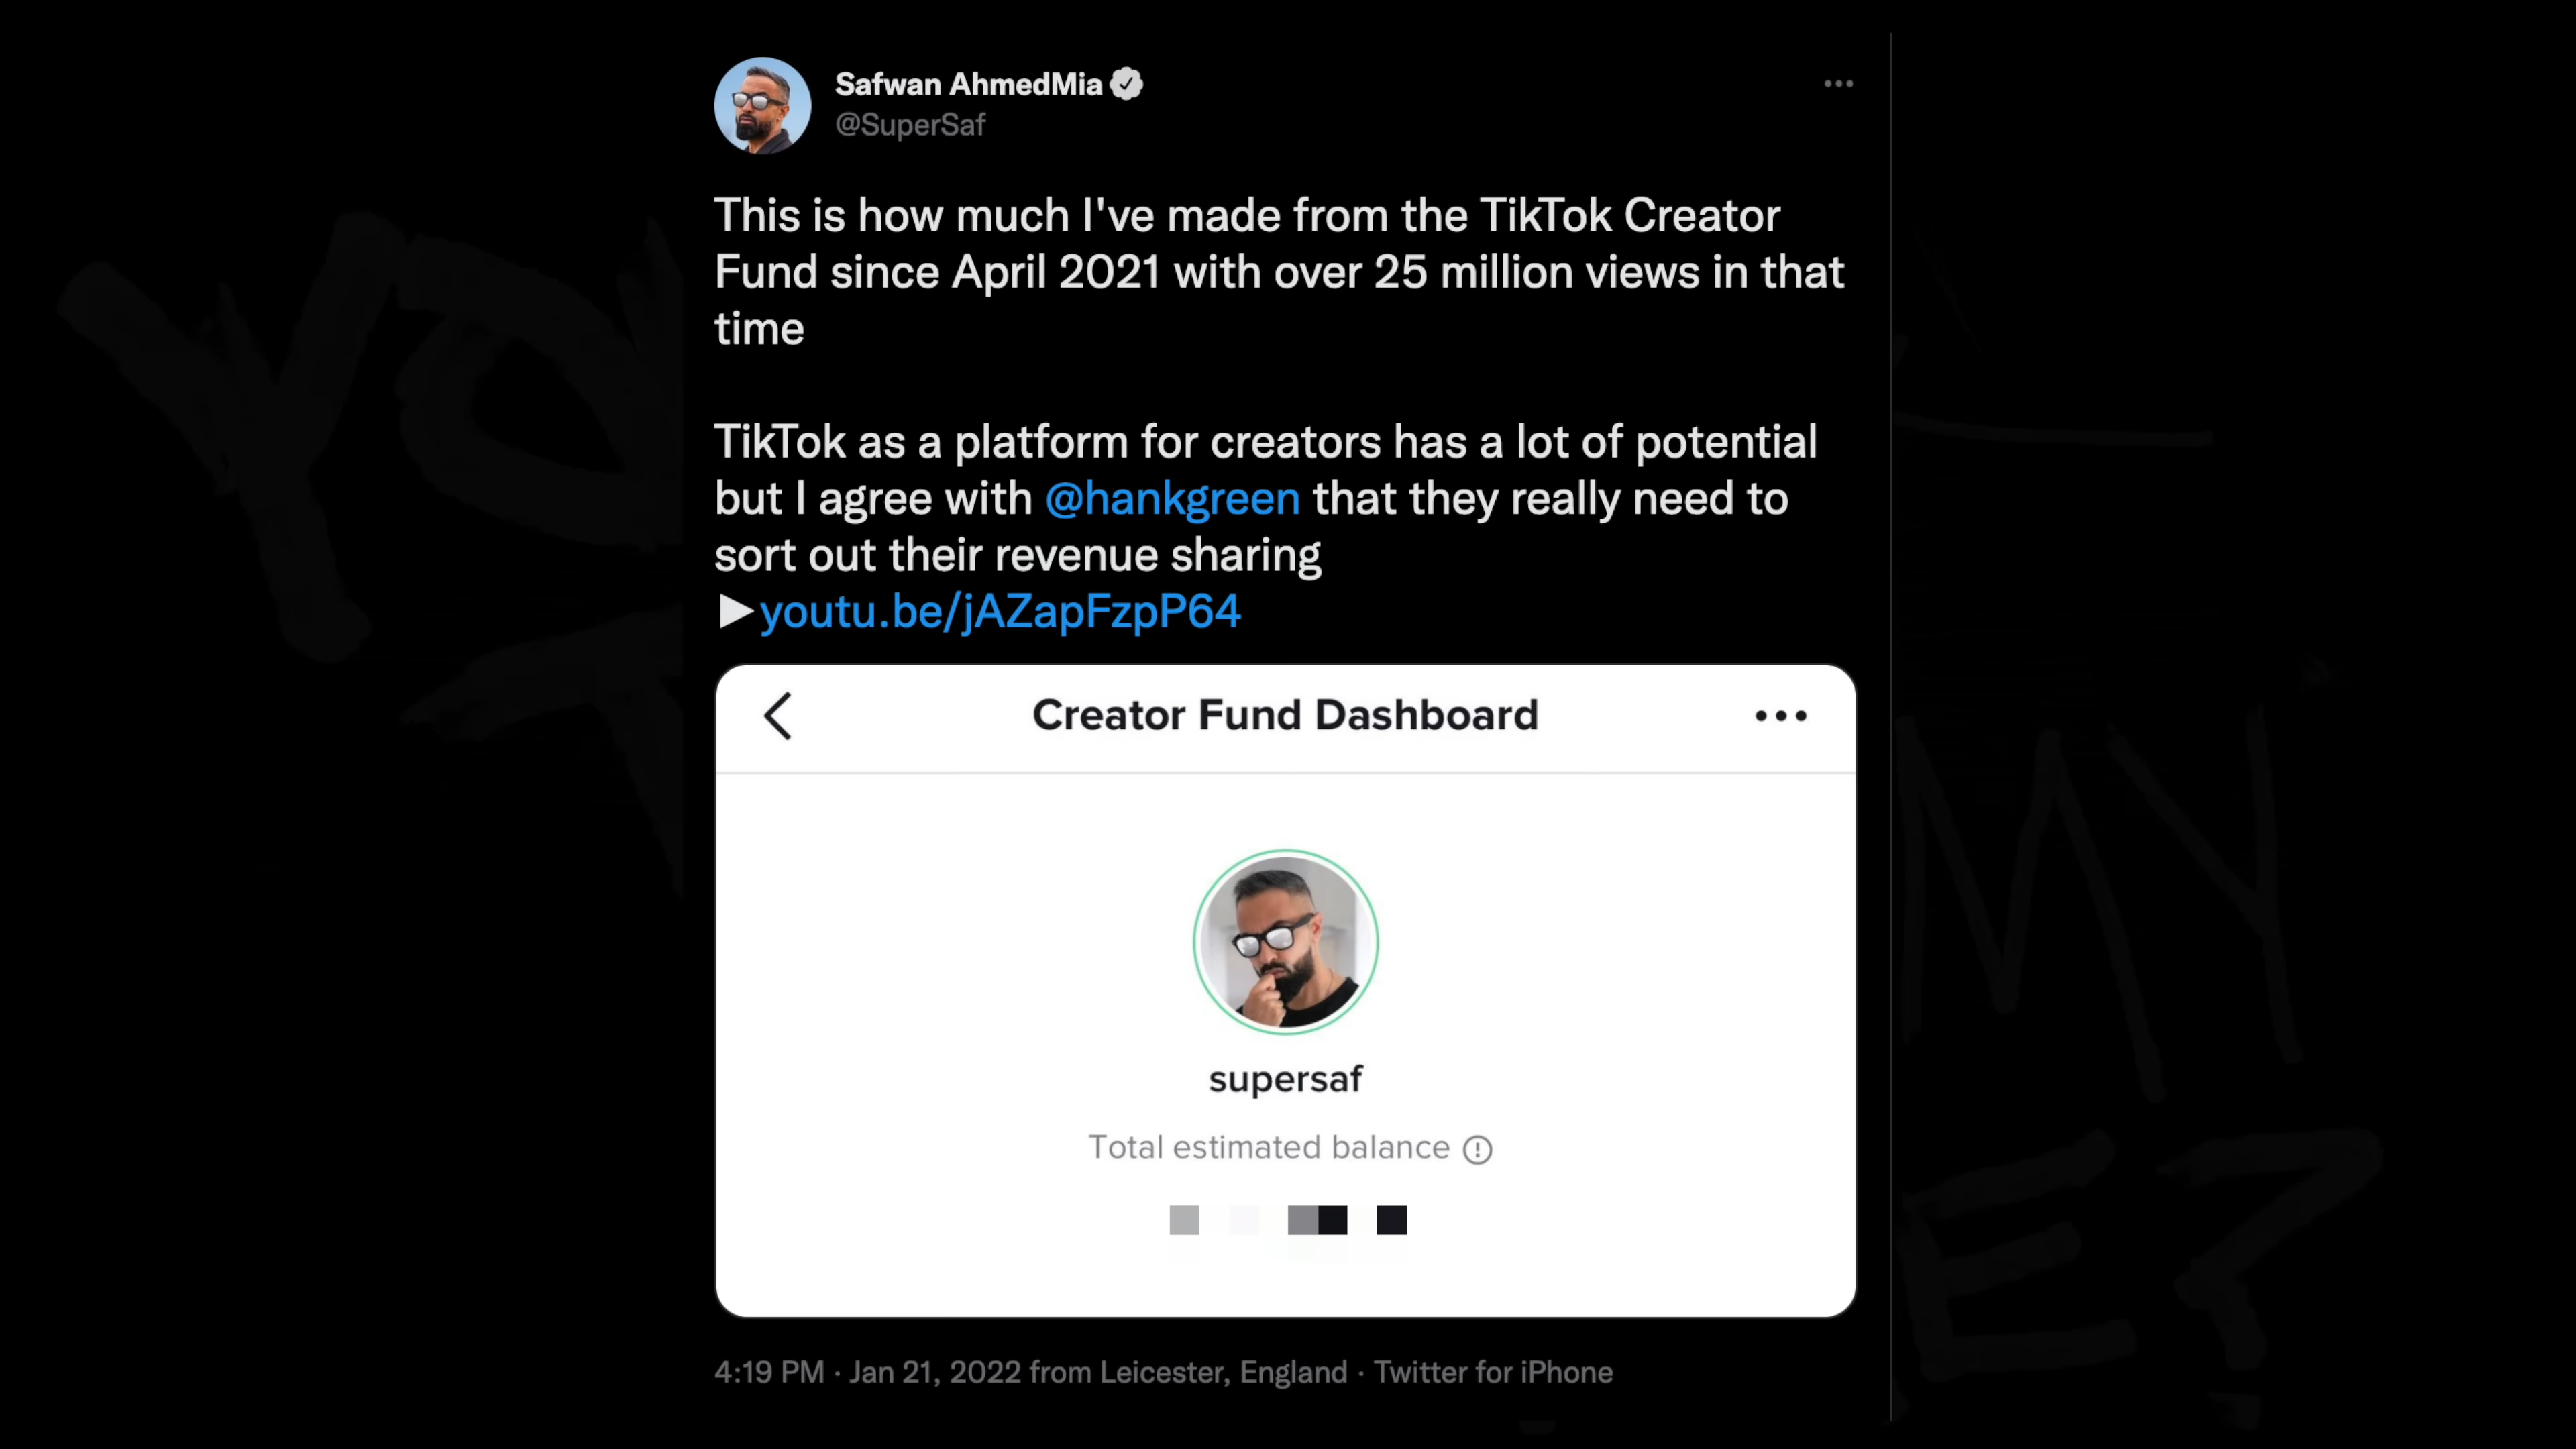 Safwan AhmedMia
@SuperSaf
This is how much I've made from the TikTok Creator
Fund since April 2021 with over 25 million views in that
time
TikTok as a platform for creators has a lot of potential
but I agree with @hankgreen that they really need to
sort out their revenue sharing
▶youtu.be/jAZapFzpP64
Creator Fund Dashboard
supersaf
Total estimated balance
4:19 PM · Jan 21, 2022 from Leicester, England · Twitter for iPhone